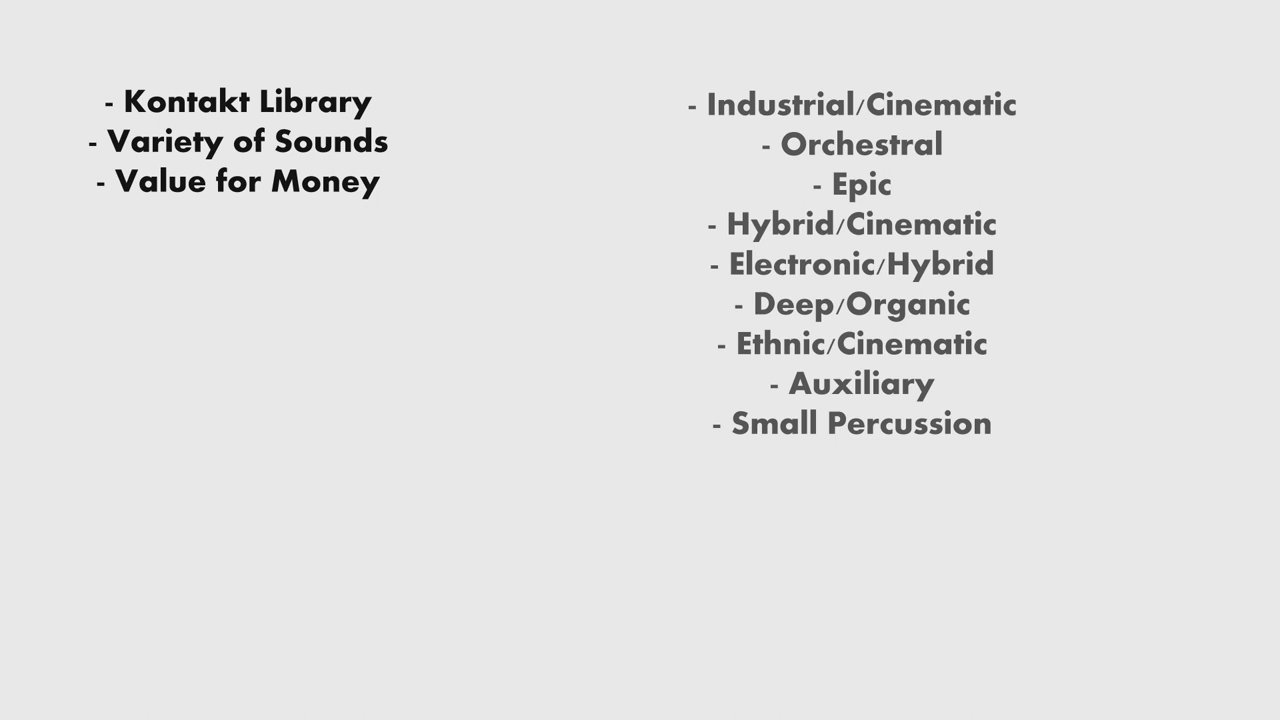 - Kontakt Library
- Variety of Sounds
- Value for Money
- Industrial/Cinematic
- Orchestral
- Epic
- Hybrid/Cinematic
- Electronic/Hybrid
- Deep/Organic
- Ethnic/Cinematic
- Auxiliary
- Small Percussion